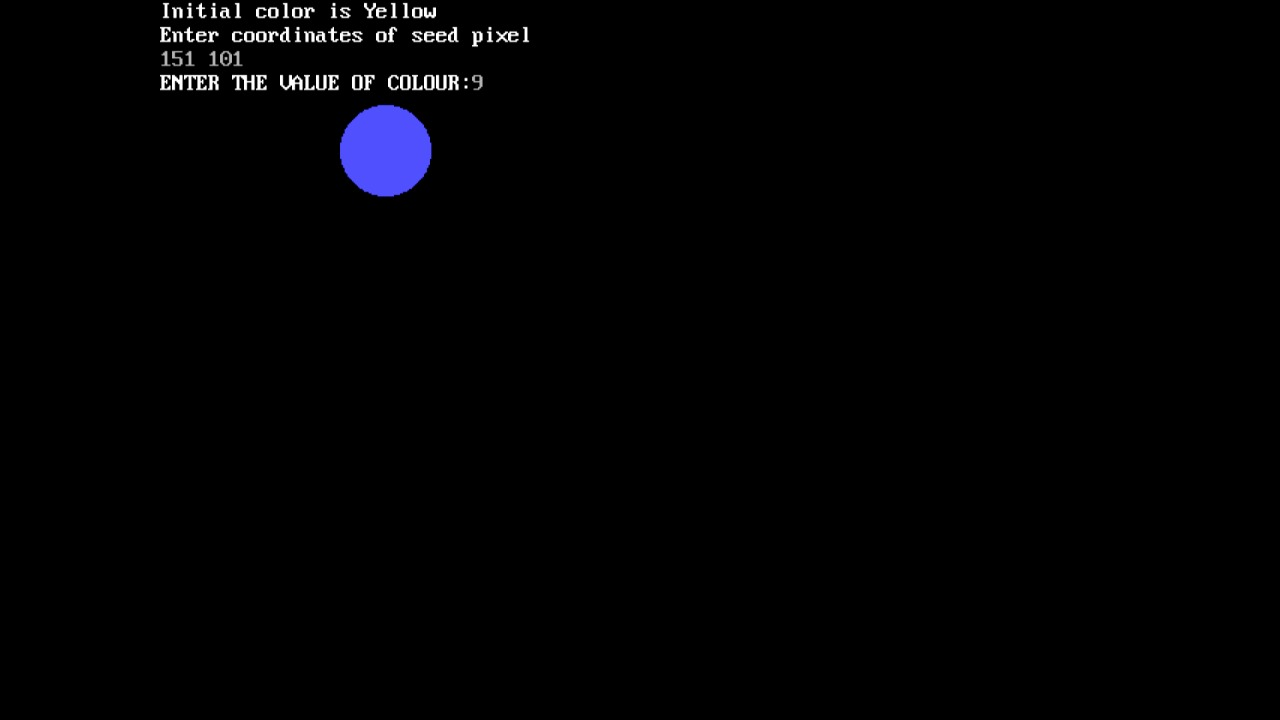 Initial color is Yellow
Enter coordinates of seed pixel
151 101
ENTER THE VALUE OF COLOUR:9